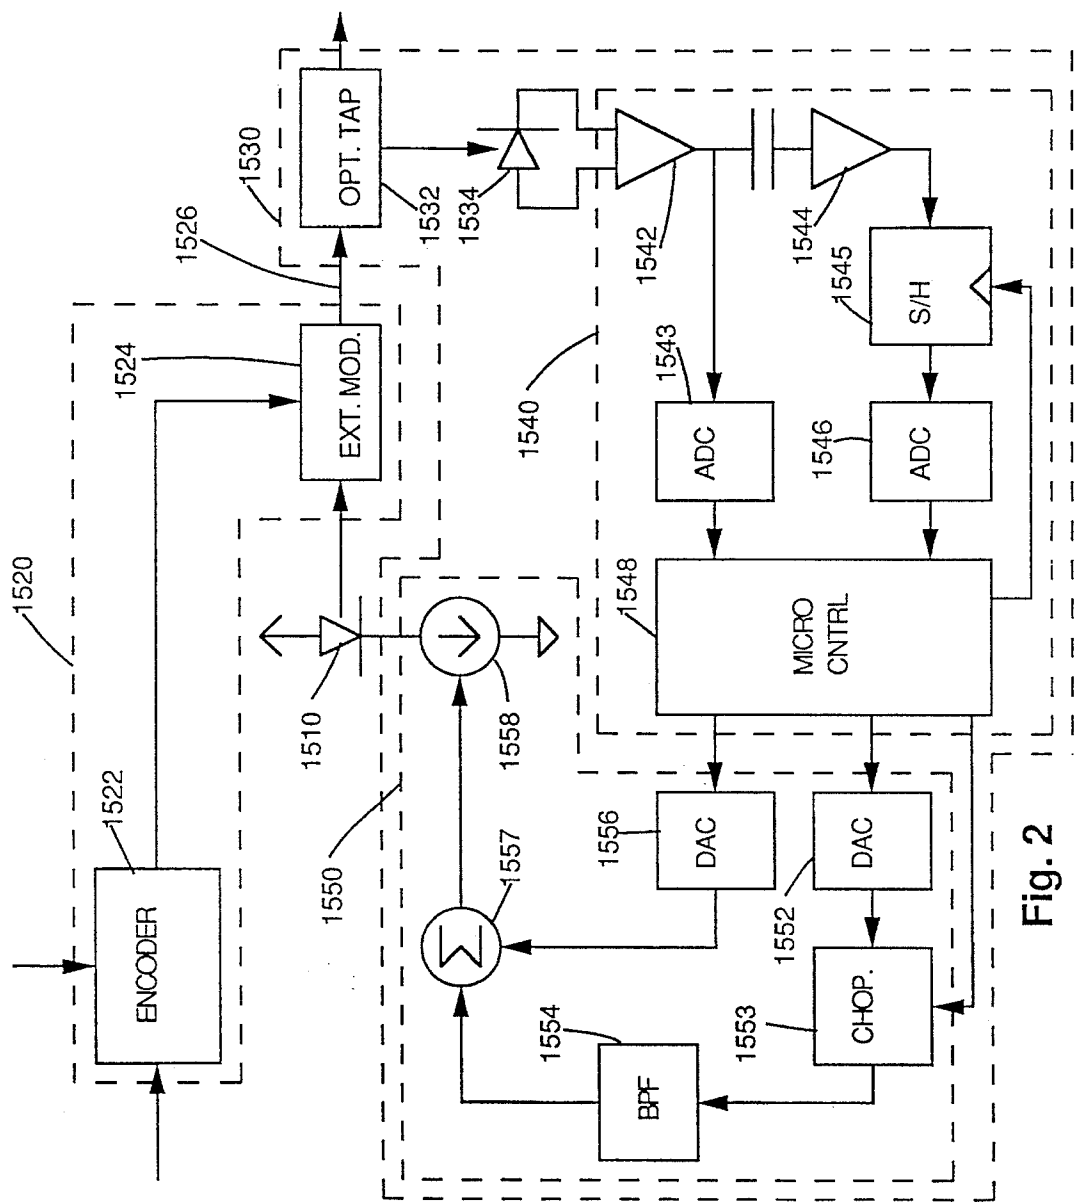 1520
1522
ENCODER
1524
EXT. MOD.
1526
1530
OPT. TAP
1532
1534
1510
1550
1558
1557
1540
1542
1544
1543
ADC
1545
S/H
1546
ADC
1548
MICRO
CNTRL
1556
DAC
1552
DAC
1553
CHOP.
1554
BPF
Σ
Fig. 2